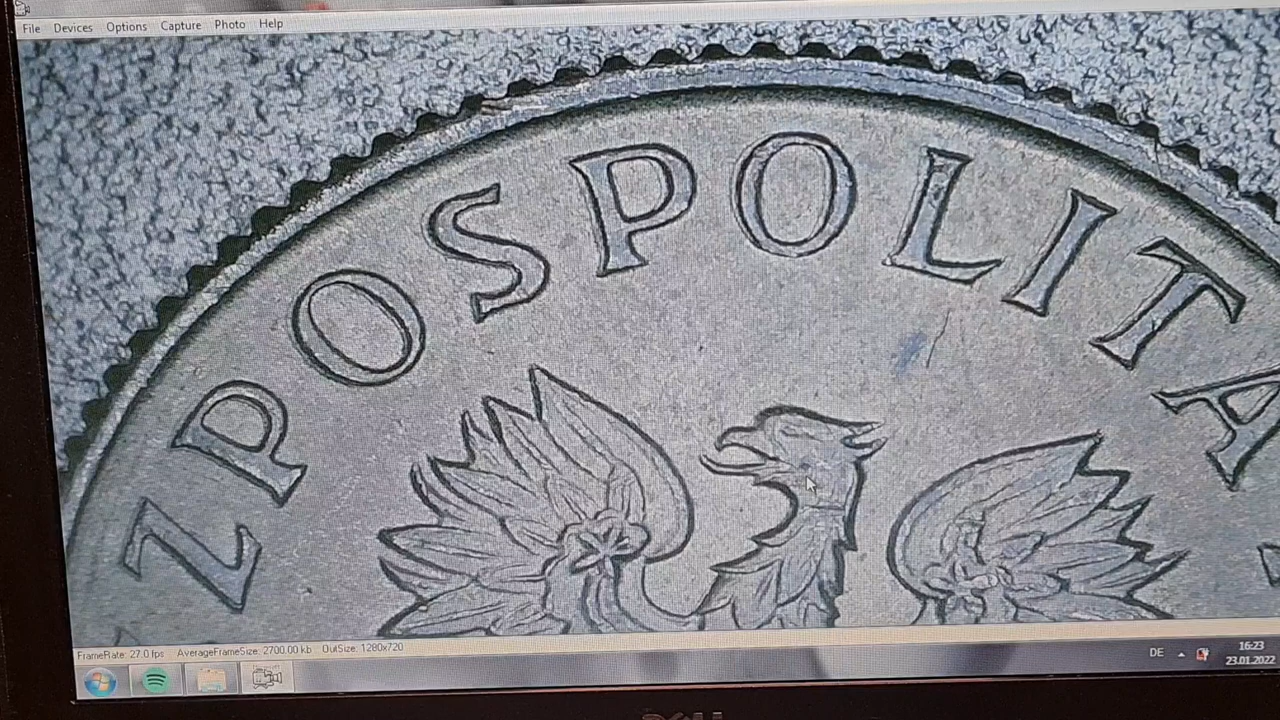 File Devices Options Capture Photo Help
ZPOSPOLITA
FrameRate: 27.0 fps AverageFrameSize: 2700.00 kb OutSize: 1280x720
DE
16:23
23.01.2022
DELL